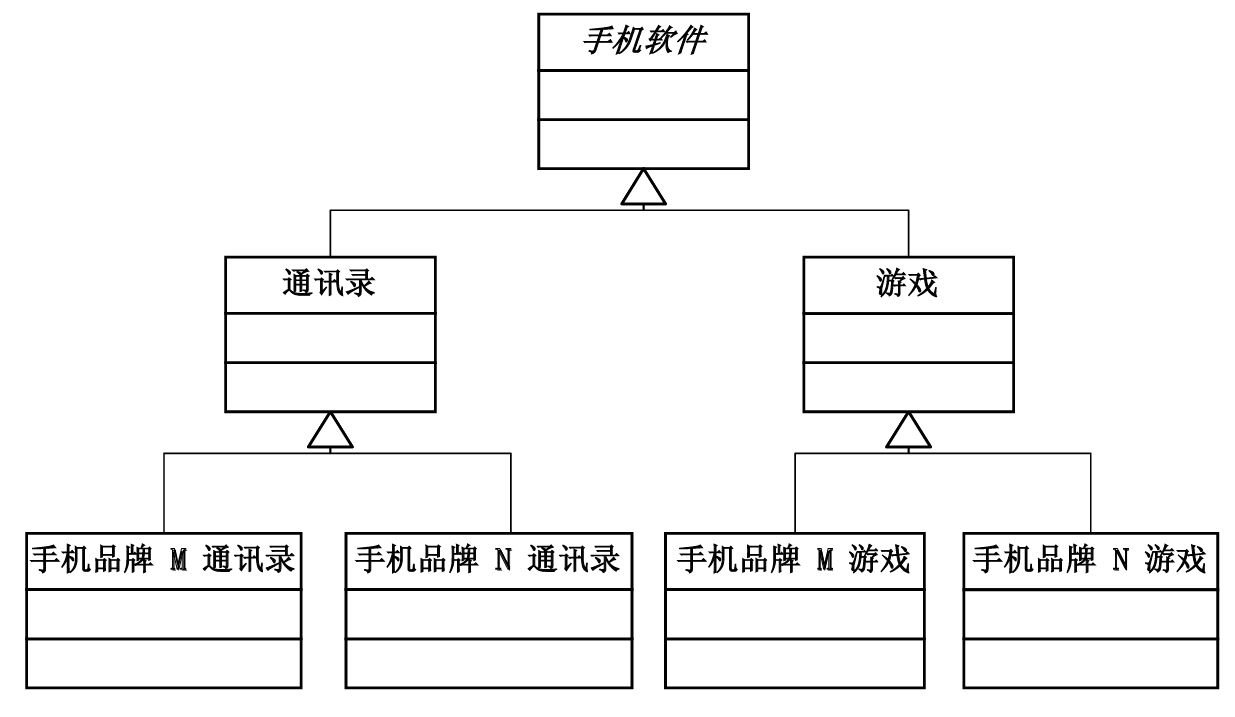 手机软件
通讯录
游戏
手机品牌 M 通讯录
手机品牌 N 通讯录
手机品牌 M 游戏
手机品牌 N 游戏